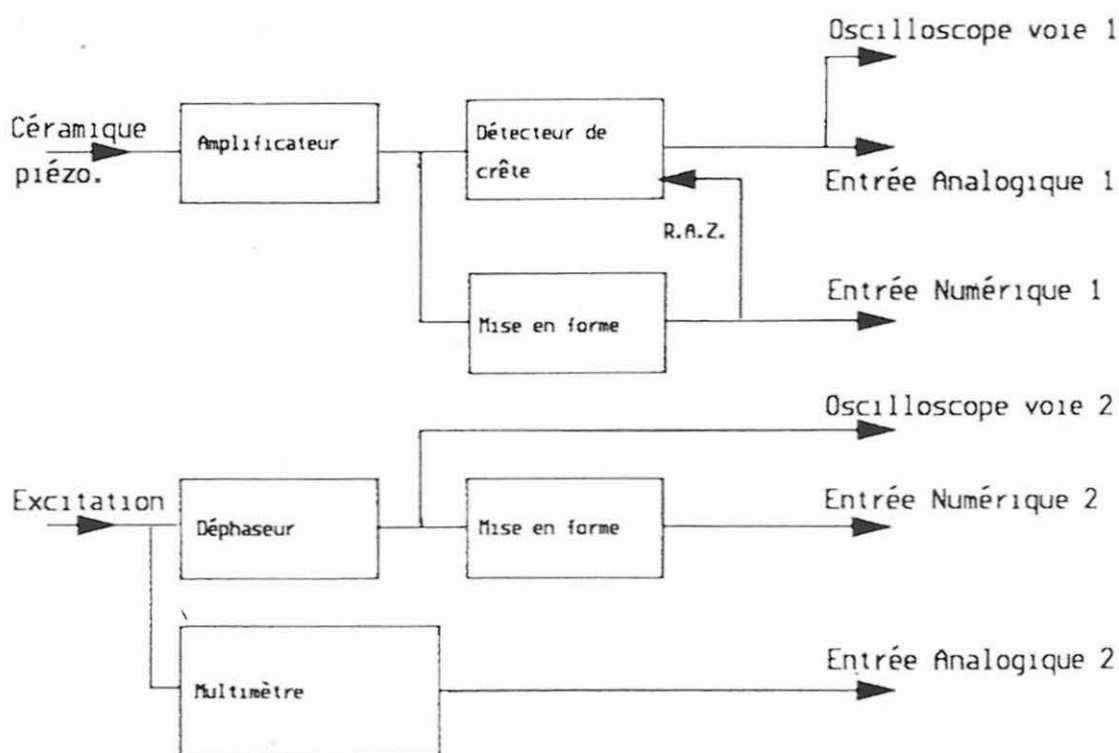 Oscilloscope voie 1
Céramique
piézo.
Amplificateur
Détecteur de
crête
Entrée Analogique 1
R.A.Z.
Entrée Numérique 1
Mise en forme
Oscilloscope voie 2
Excitation
Déphaseur
Mise en forme
Entrée Numérique 2
Multimètre
Entrée Analogique 2